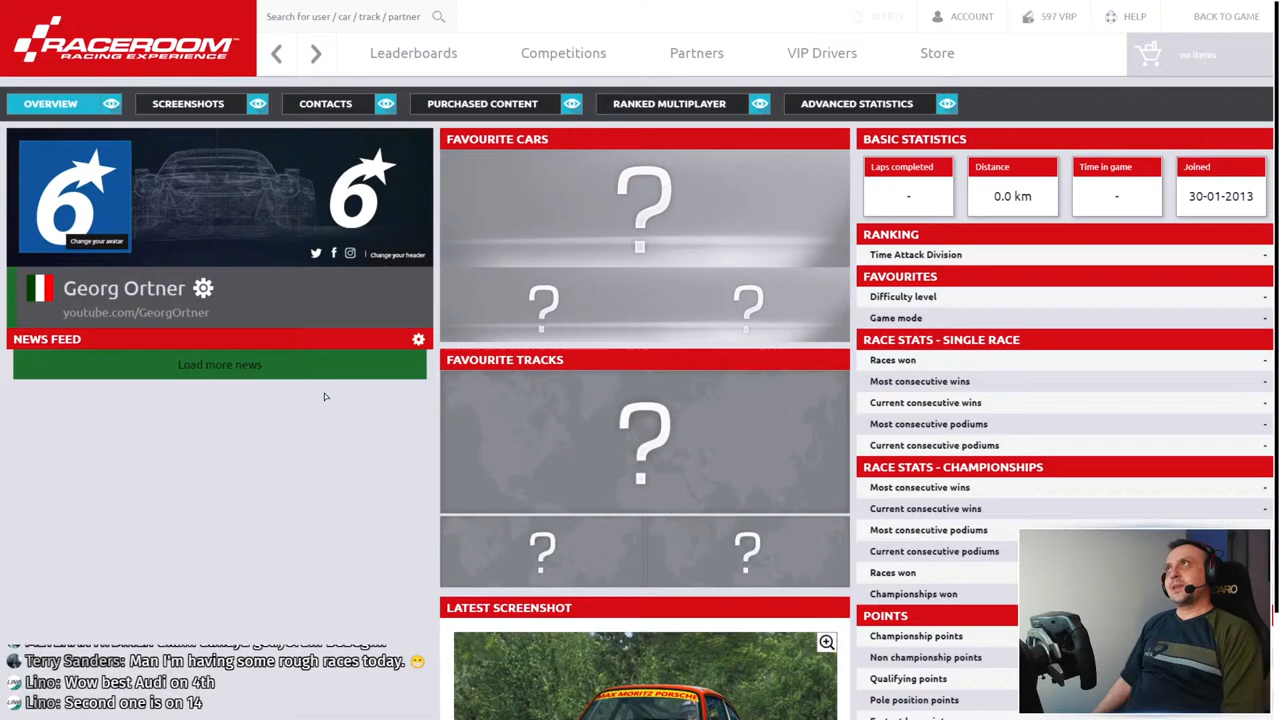 RACEROOM
RACING EXPERIENCE
Search for user / car / track / partner
ALERTS
ACCOUNT
597 VRP
HELP
BACK TO GAME
Leaderboards
Competitions
Partners
VIP Drivers
Store
no items
OVERVIEW
SCREENSHOTS
CONTACTS
PURCHASED CONTENT
RANKED MULTIPLAYER
ADVANCED STATISTICS
6
Change your avatar
6
Change your header
Georg Ortner
youtube.com/GeorgOrtner
NEWS FEED
Load more news
Terry Sanders: Man I'm having some rough races today. 😁
Lino: Wow best Audi on 4th
Lino: Second one is on 14
FAVOURITE CARS
?
? ?
FAVOURITE TRACKS
?
? ?
LATEST SCREENSHOT
MAX MORITZ PORSCHE
BASIC STATISTICS
Laps completed
-
Distance
0.0 km
Time in game
-
Joined
30-01-2013
RANKING
Time Attack Division
FAVOURITES
Difficulty level
Game mode
RACE STATS - SINGLE RACE
Races won -
Most consecutive wins -
Current consecutive wins -
Most consecutive podiums -
Current consecutive podiums -
RACE STATS - CHAMPIONSHIPS
Most consecutive wins -
Current consecutive wins -
Most consecutive podiums
Current consecutive podiums
Races won
Championships won
POINTS
Championship points
Non championship points
Qualifying points
Pole position points